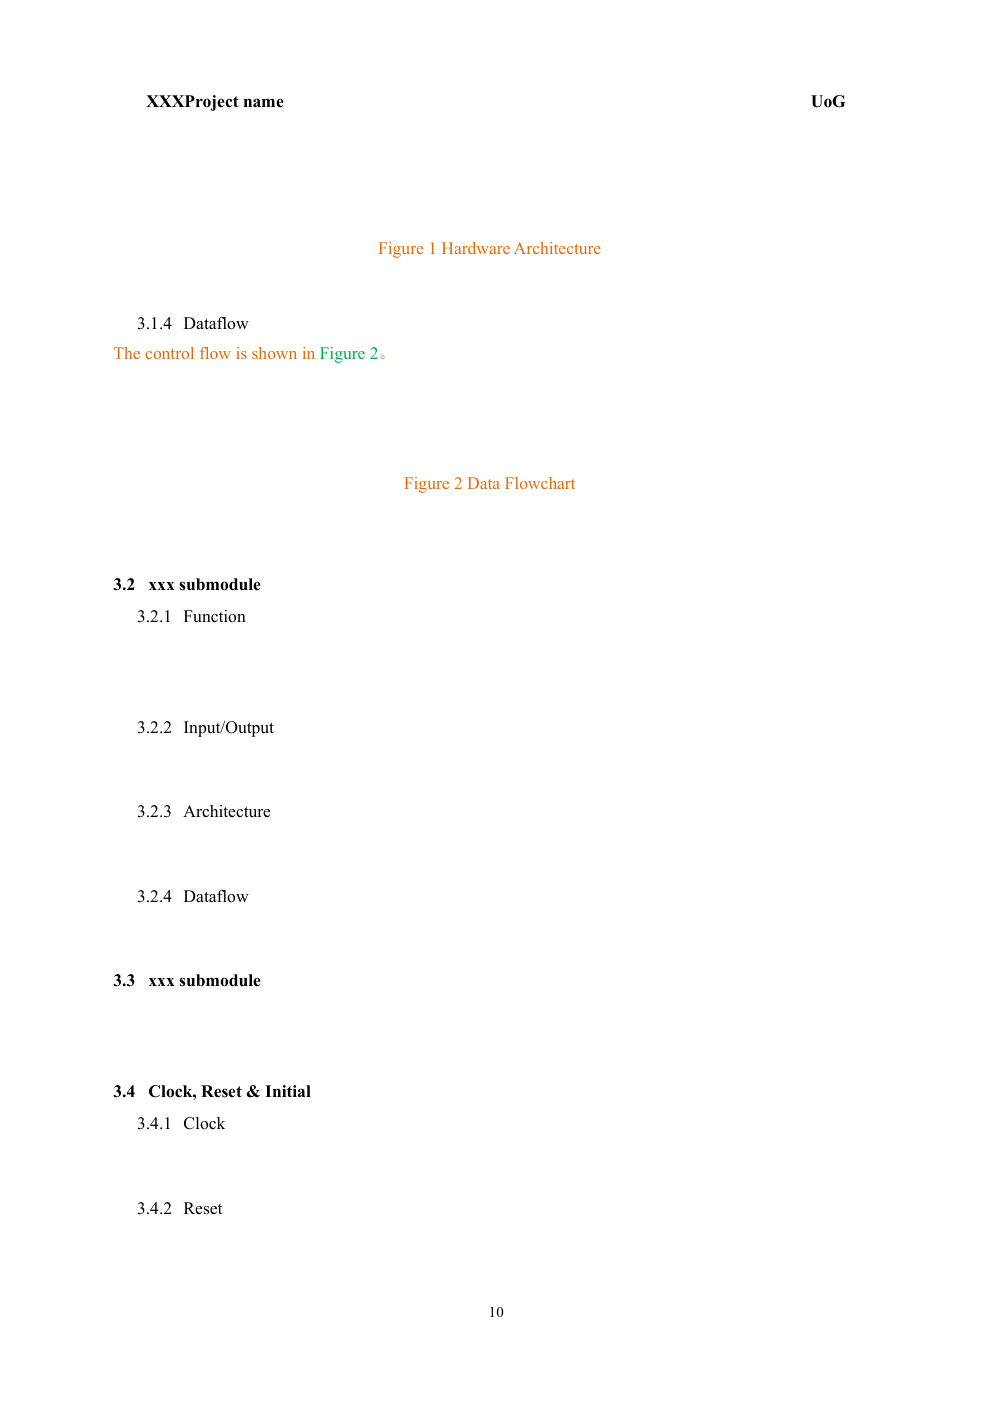 XXXProject name UoG
Figure 1 Hardware Architecture
3.1.4 Dataflow
The control flow is shown in Figure 2。
Figure 2 Data Flowchart
3.2 xxx submodule
3.2.1 Function
3.2.2 Input/Output
3.2.3 Architecture
3.2.4 Dataflow
3.3 xxx submodule
3.4 Clock, Reset & Initial
3.4.1 Clock
3.4.2 Reset
10